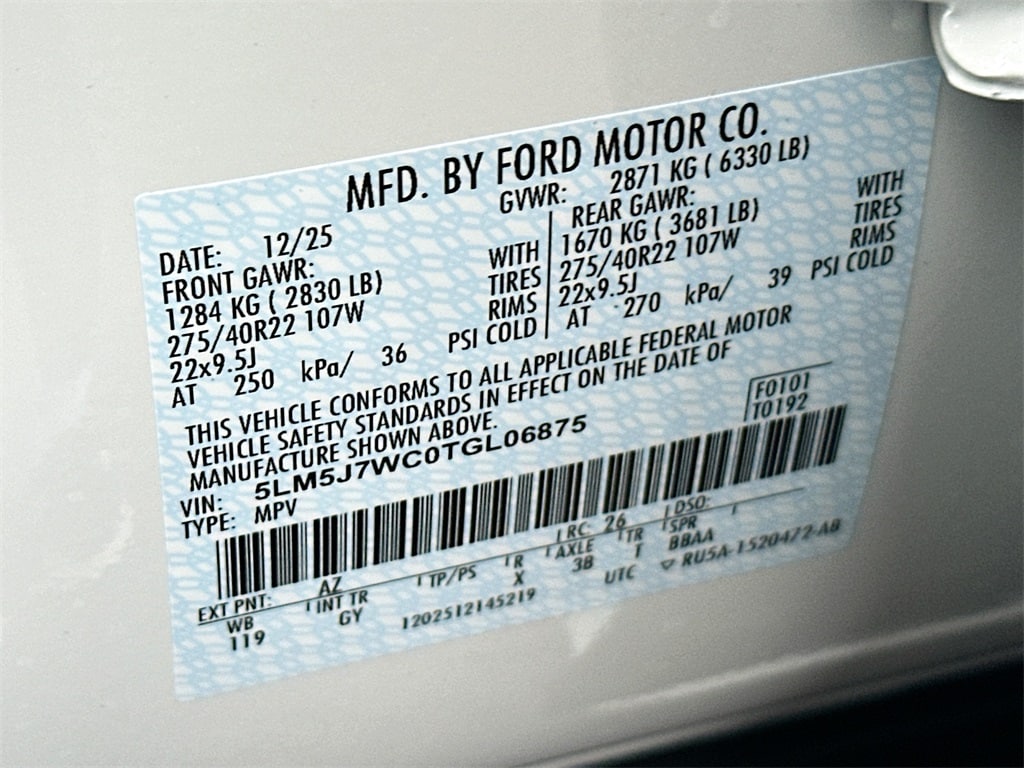 MFD. BY FORD MOTOR CO.
DATE: 12/25 GVWR: 2871 KG ( 6330 LB)
FRONT GAWR: WITH
1284 KG ( 2830 LB) TIRES
275/40R22 107W RIMS
22x9.5J
AT 250 kPa/ 36 PSI COLD
REAR GAWR: WITH
1670 KG ( 3681 LB) TIRES
275/40R22 107W RIMS
22x9.5J
AT 270 kPa/ 39 PSI COLD
THIS VEHICLE CONFORMS TO ALL APPLICABLE FEDERAL MOTOR
VEHICLE SAFETY STANDARDS IN EFFECT ON THE DATE OF
MANUFACTURE SHOWN ABOVE.
F0101
T0192
VIN: 5LM5J7WC0TGL06875
TYPE: MPV
EXT PNT: AZ RC: 26 DSO:
WB INT TR TP/PS R AXLE TR SPR
119 GY X 3B T BBAA
1202512145219 UTC RU5A-1520472-AB